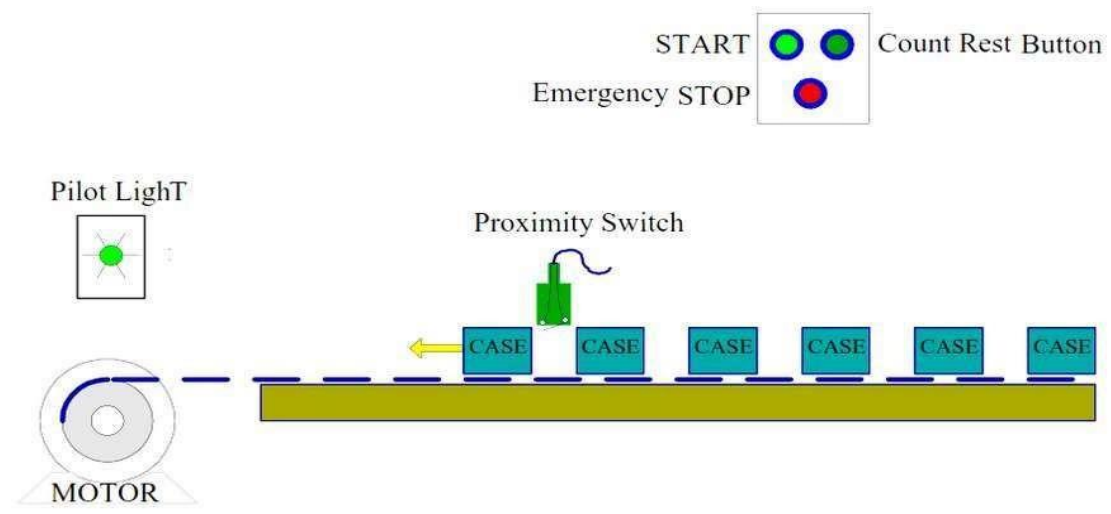 START
Count Rest Button
Emergency STOP
Pilot LighT
Proximity Switch
CASE
CASE
CASE
CASE
CASE
CASE
MOTOR